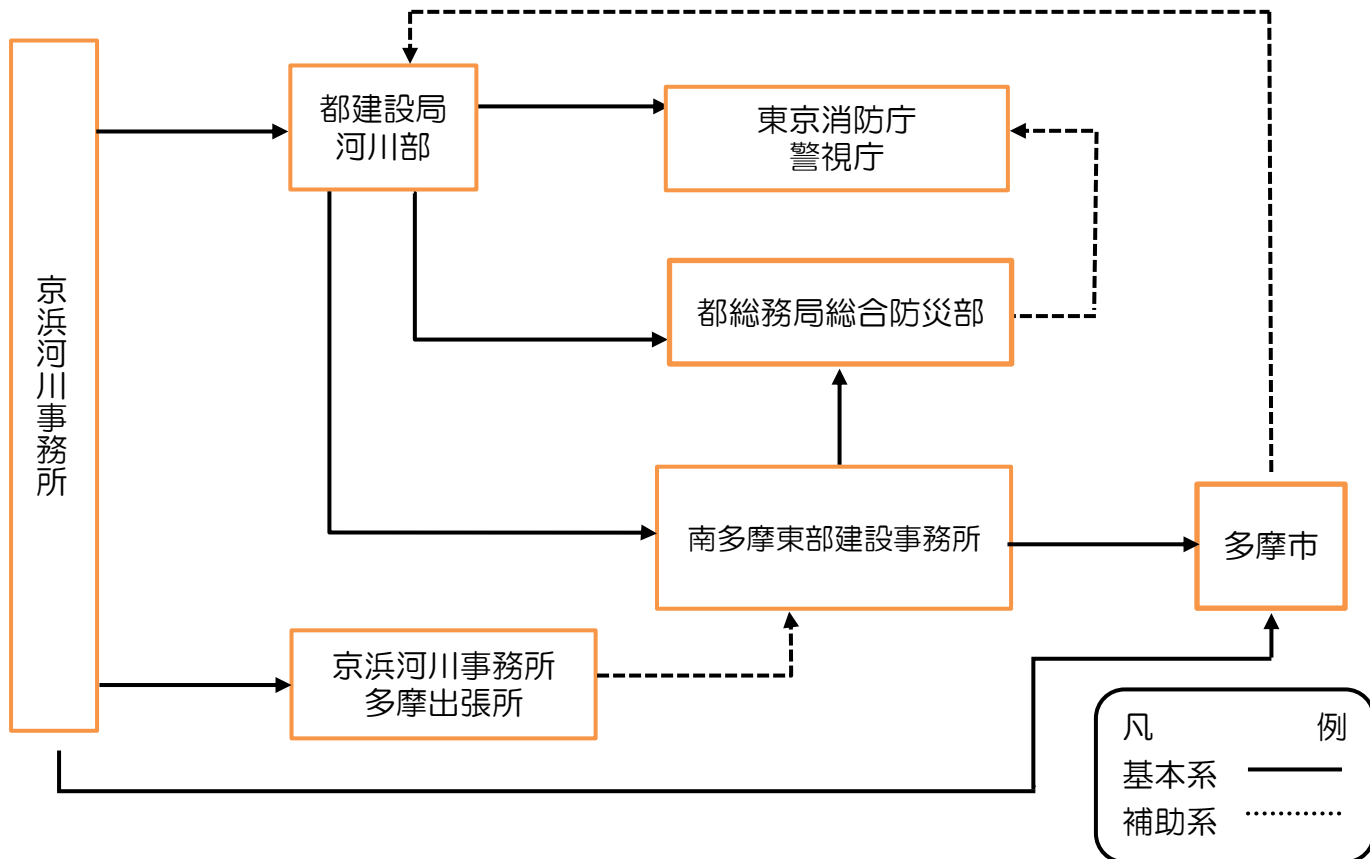 京浜河川事務所
都建設局
河川部
東京消防庁
警視庁
都総務局総合防災部
南多摩東部建設事務所
多摩市
京浜河川事務所
多摩出張所
凡　例
基本系
補助系